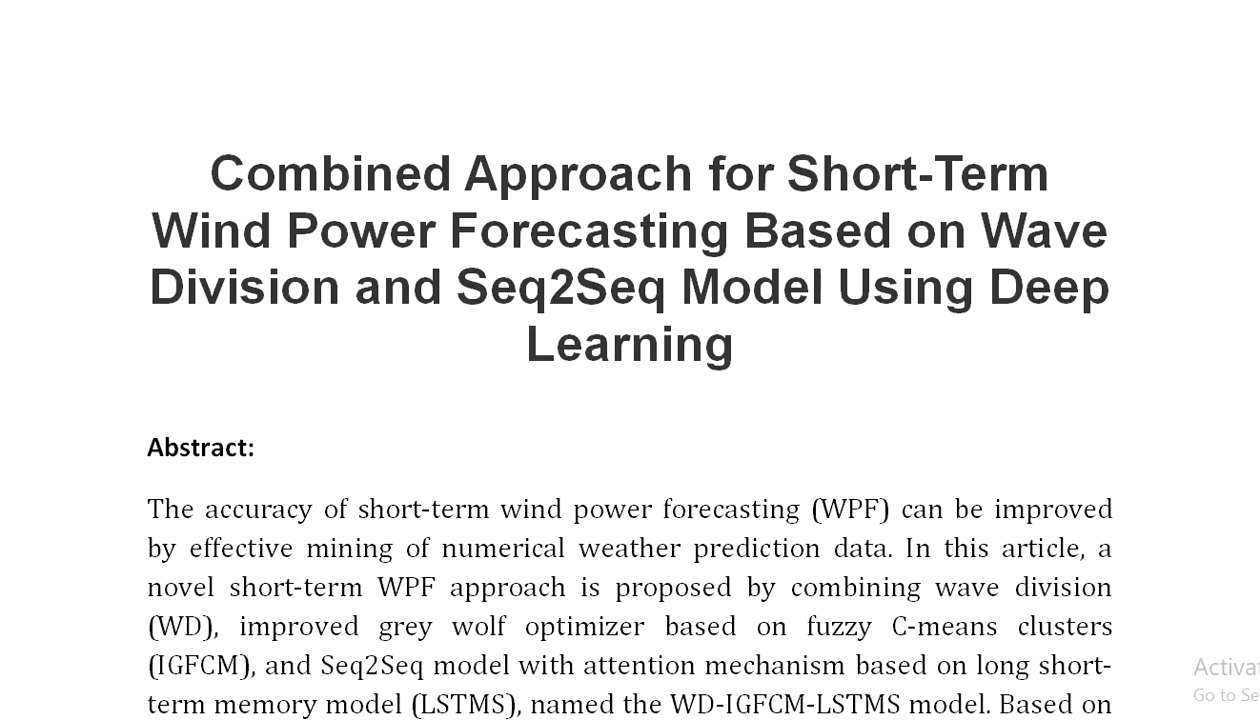 Combined Approach for Short-Term
Wind Power Forecasting Based on Wave
Division and Seq2Seq Model Using Deep
Learning
Abstract:
The accuracy of short-term wind power forecasting (WPF) can be improved
by effective mining of numerical weather prediction data. In this article, a
novel short-term WPF approach is proposed by combining wave division
(WD), improved grey wolf optimizer based on fuzzy C-means clusters
(IGFCM), and Seq2Seq model with attention mechanism based on long short-
term memory model (LSTMS), named the WD-IGFCM-LSTMS model. Based on
Activat
Go to Se